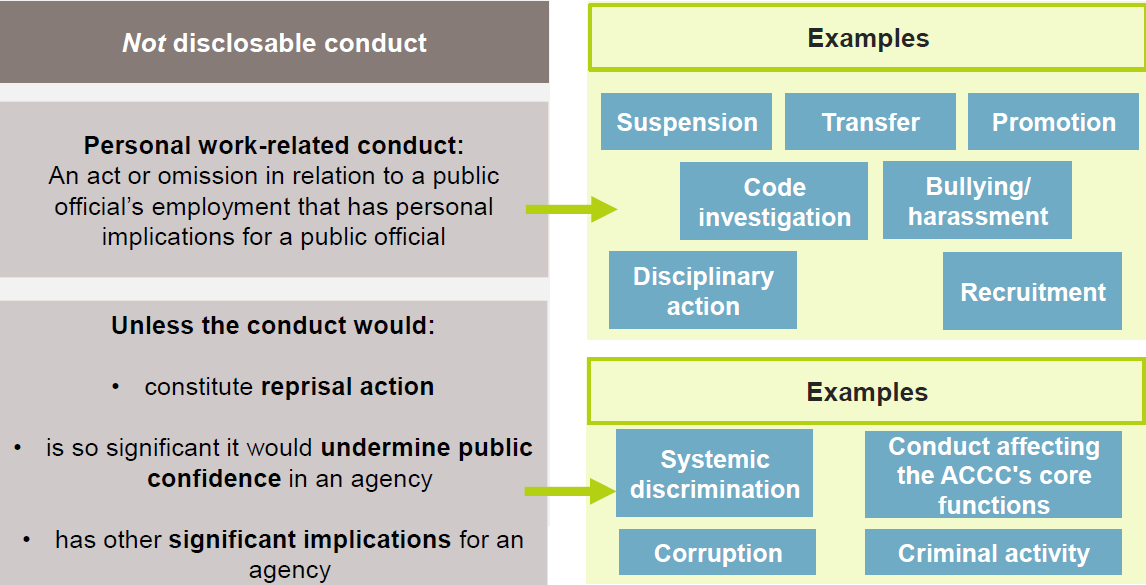 Not disclosable conduct
Personal work-related conduct:
An act or omission in relation to a public
official’s employment that has personal
implications for a public official
Unless the conduct would:
• constitute reprisal action
• is so significant it would undermine public
confidence in an agency
• has other significant implications for an
agency
Examples
Suspension
Transfer
Promotion
Code
investigation
Bullying/
harassment
Disciplinary
action
Recruitment
Examples
Systemic
discrimination
Conduct affecting
the ACCC's core
functions
Corruption
Criminal activity